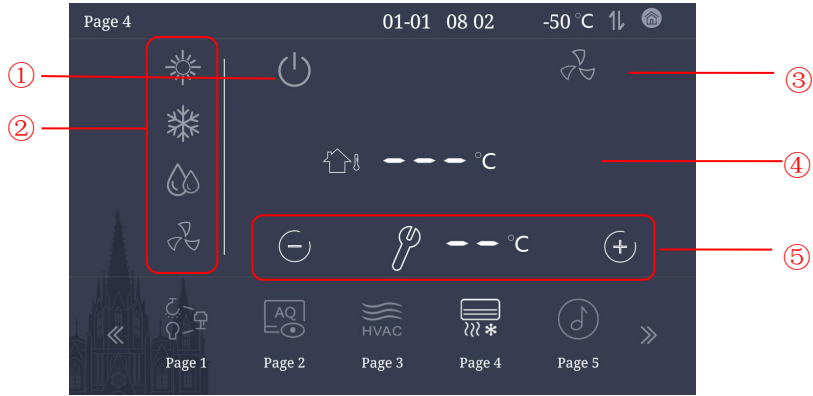 Page 4 01-01 08 02 -50 °C
①
②
③
--- °C
④
-- °C
⑤
AQ
HVAC
Page 1 Page 2 Page 3 Page 4 Page 5